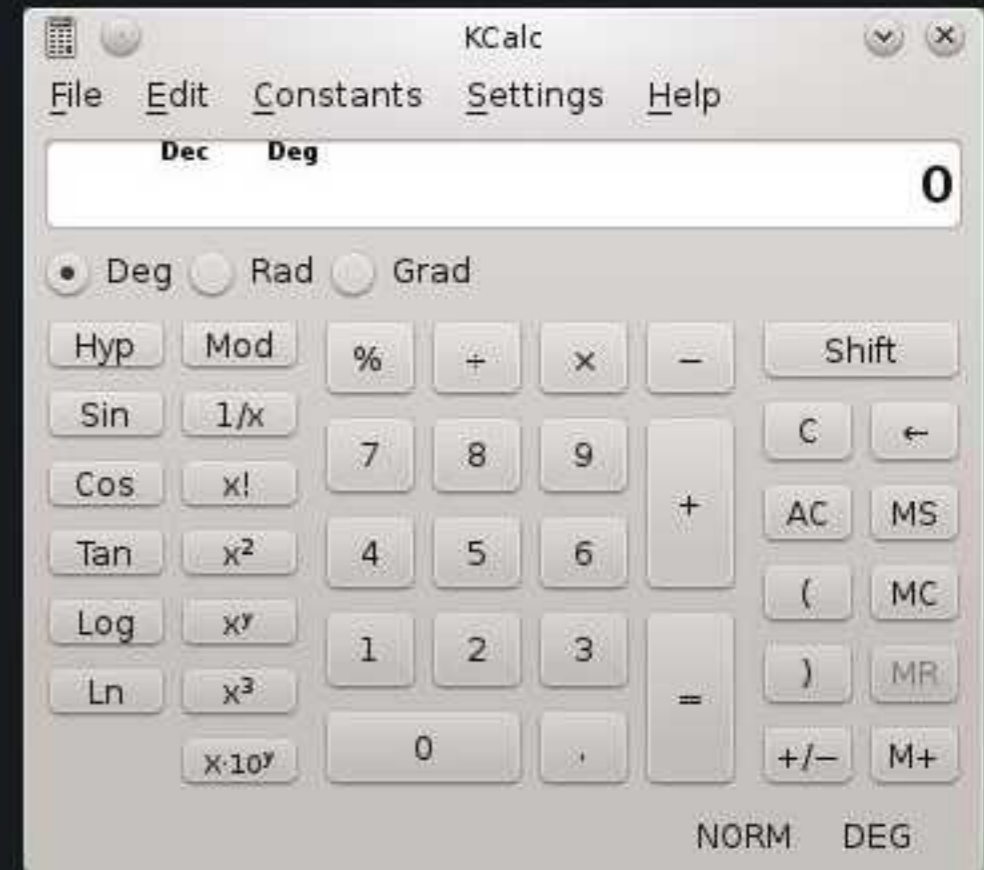 KCalc
File Edit Constants Settings Help
Dec Deg
0
Deg Rad Grad
Hyp Mod % ÷ × − Shift
Sin 1/x 7 8 9 + C ←
Cos x! AC MS
Tan x² 4 5 6 ( MC
Log xʸ 1 2 3 = ) MR
Ln x³
x·10ʸ 0 , +/− M+
NORM DEG